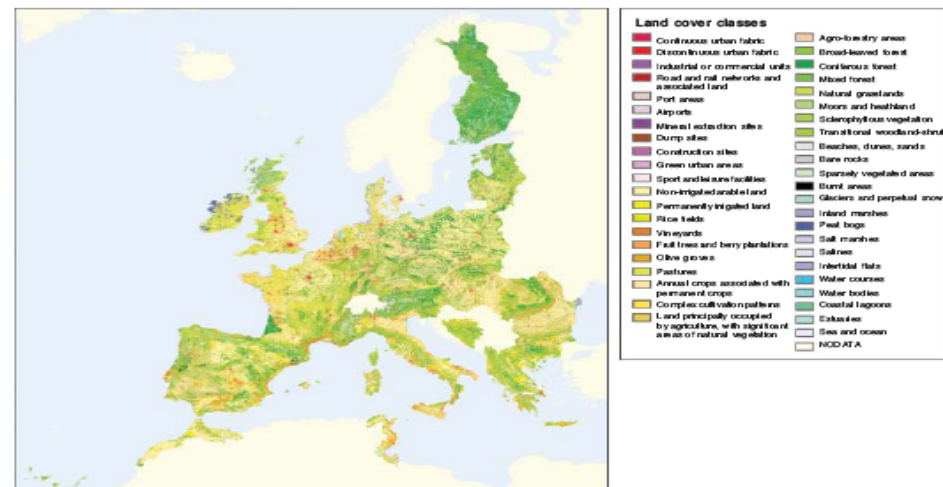 Land cover classes
Continuous urban fabric
Discontinuous urban fabric
Industrial or commercial units
Road and rail networks and
associated land
Port areas
Airports
Mineral extraction sites
Dump sites
Construction sites
Green urban areas
Sport and leisure facilities
Non-irrigated arable land
Permanently irrigated land
Rice fields
Vineyards
Fruit trees and berry plantations
Olive groves
Pastures
Annual crops associated with
permanent crops
Complex cultivation patterns
Land principally occupied
by agriculture, with significant
areas of natural vegetation
Agro-forestry areas
Broad-leaved forest
Coniferous forest
Mixed forest
Natural grasslands
Moors and heathland
Sclerophyllous vegetation
Transitional woodland-shrub
Beaches, dunes, sands
Bare rocks
Sparsely vegetated areas
Burnt areas
Glaciers and perpetual snow
Inland marshes
Peat bogs
Salt marshes
Salines
Intertidal flats
Water courses
Water bodies
Coastal lagoons
Estuaries
Sea and ocean
NODATA